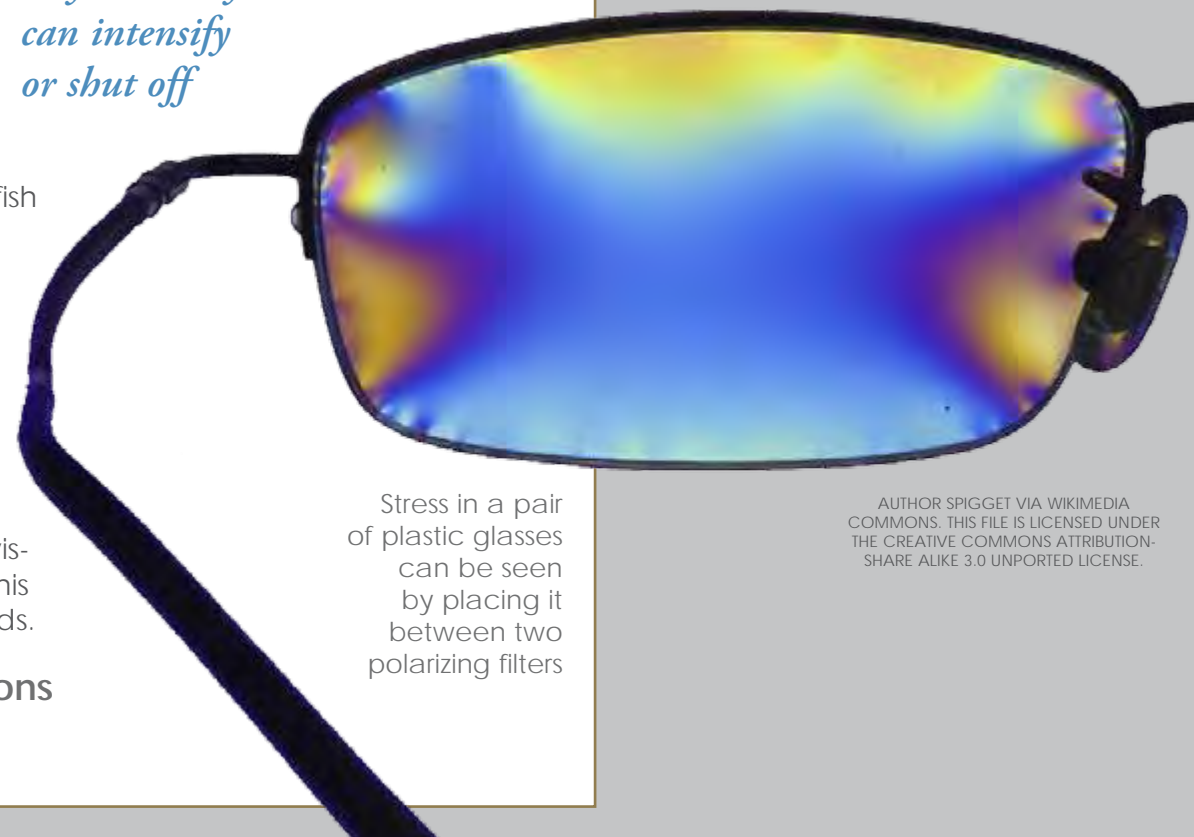 can intensify
or shut off
fish
vis-
his
ds.
ons
Stress in a pair
of plastic glasses
can be seen
by placing it
between two
polarizing filters
AUTHOR SPIGGET VIA WIKIMEDIA
COMMONS. THIS FILE IS LICENSED UNDER
THE CREATIVE COMMONS ATTRIBUTION-
SHARE ALIKE 3.0 UNPORTED LICENSE.